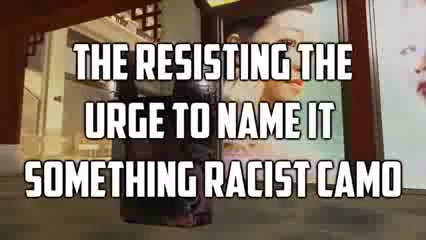 THE RESISTING THE
URGE TO NAME IT
SOMETHING RACIST CAMO